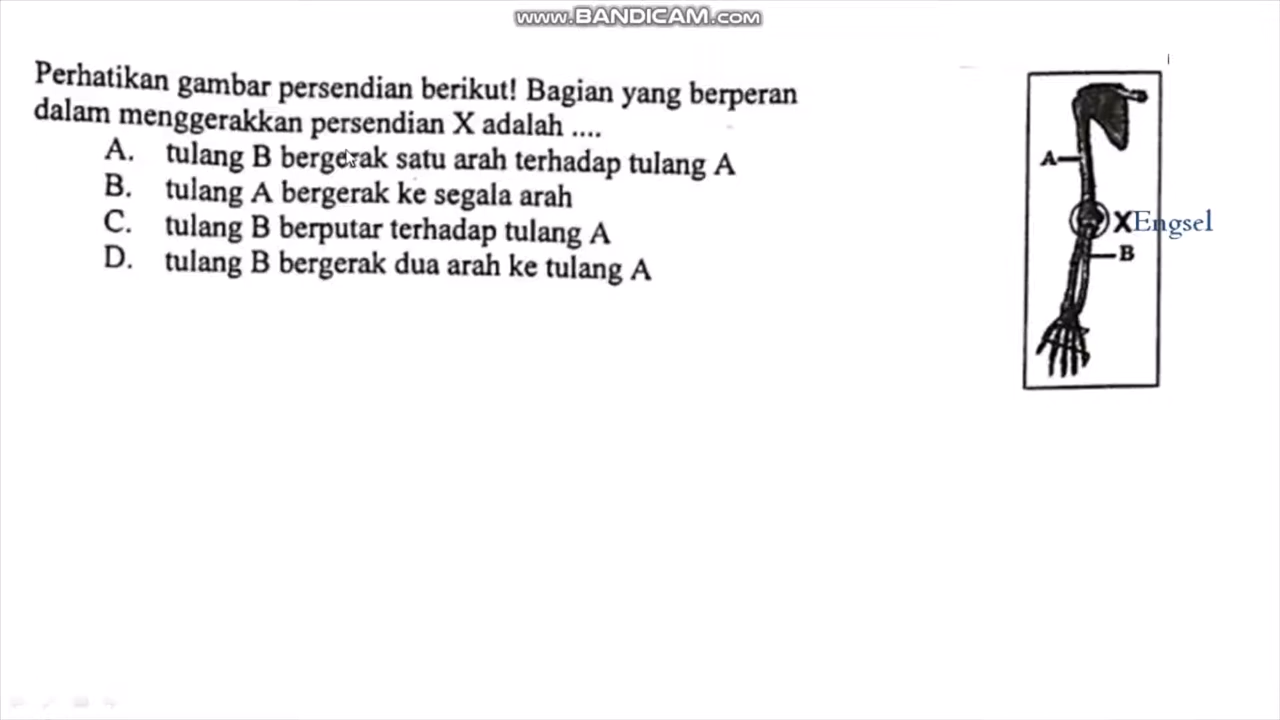 www.BANDICAM.com
Perhatikan gambar persendian berikut! Bagian yang berperan
dalam menggerakkan persendian X adalah ....
A. tulang B bergerak satu arah terhadap tulang A
B. tulang A bergerak ke segala arah
C. tulang B berputar terhadap tulang A
D. tulang B bergerak dua arah ke tulang A
A
X Engsel
B